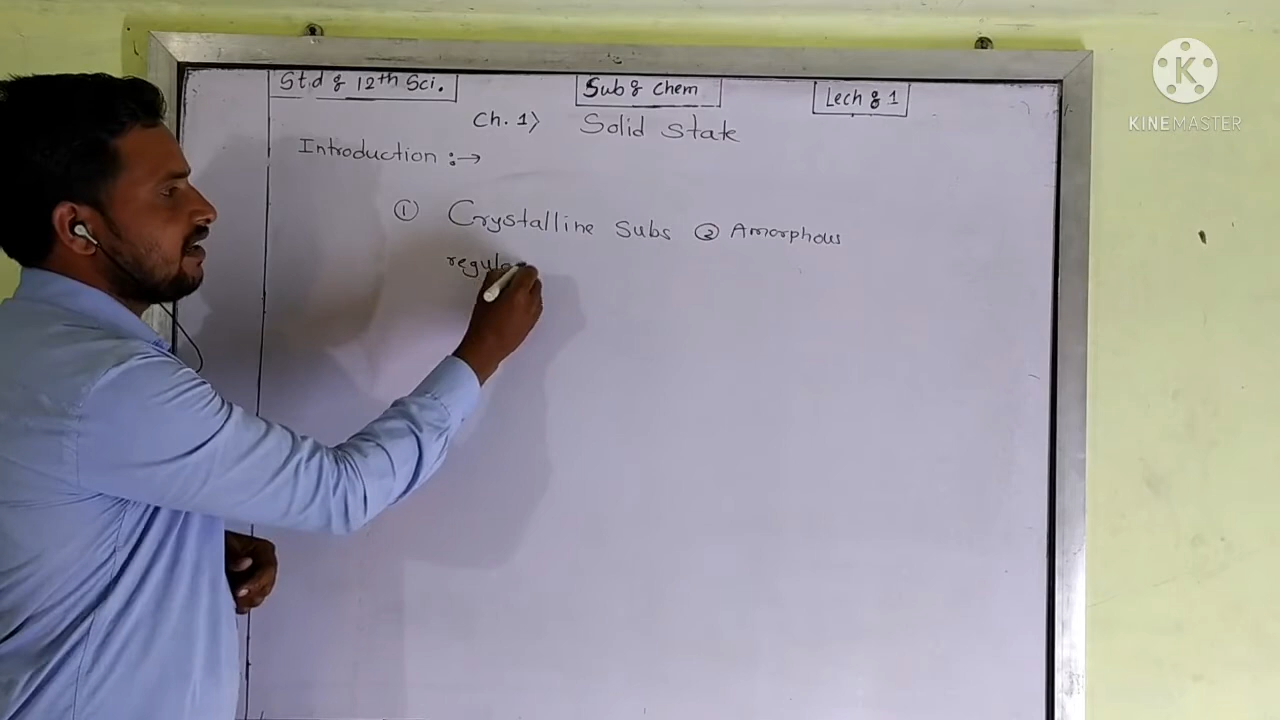 Std : 12th Sci.
Sub : Chem
Lech : 1
Ch. 1> Solid State
Introduction :→
① Crystalline Subs ② Amorphous
regula
KINEMASTER